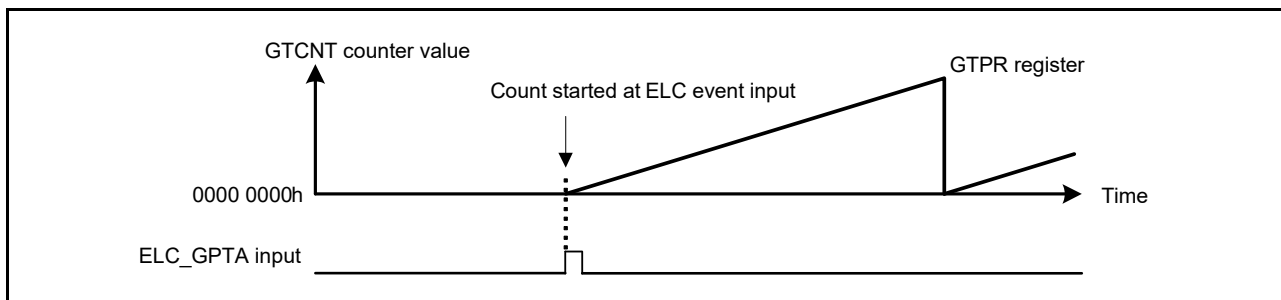 GTCNT counter value
GTPR register
Count started at ELC event input
0000 0000h
Time
ELC_GPTA input